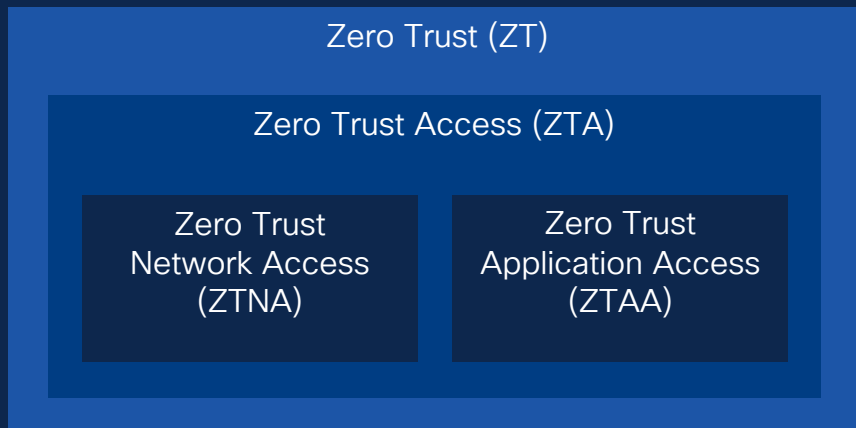 Zero Trust (ZT)
Zero Trust Access (ZTA)
Zero Trust
Network Access
(ZTNA)
Zero Trust
Application Access
(ZTAA)